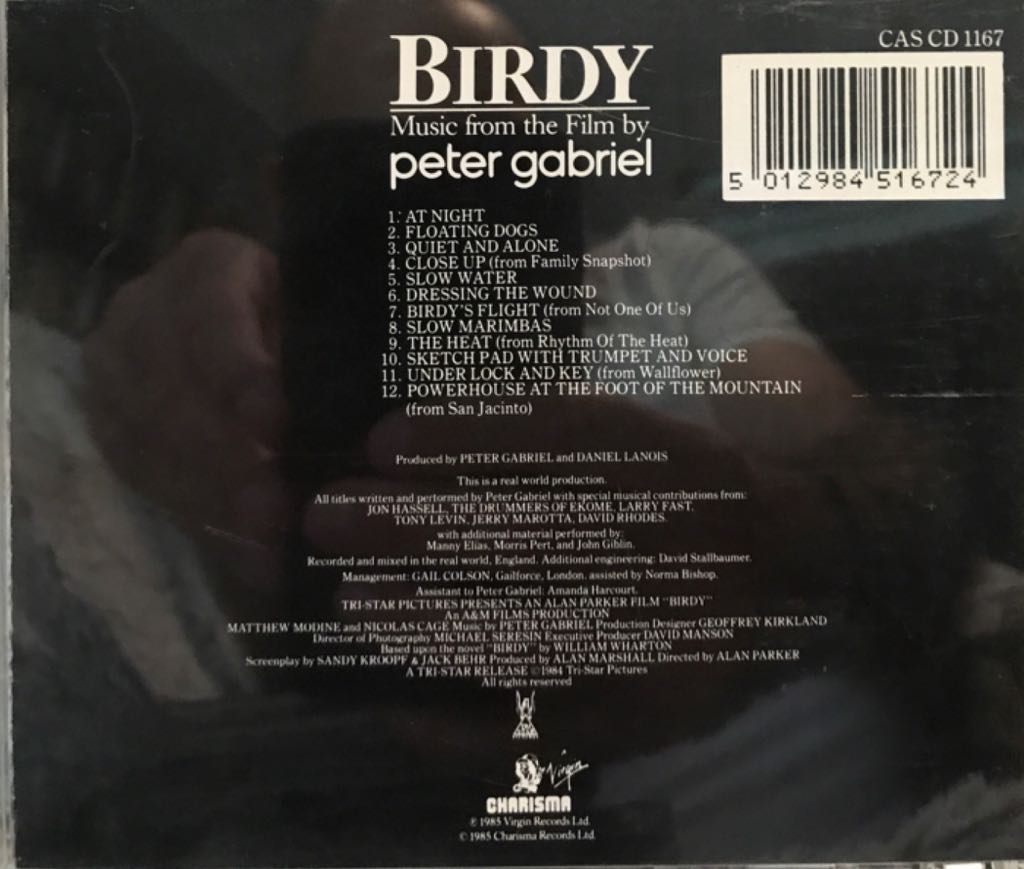 BIRDY
Music from the Film by
peter gabriel
CAS CD 1167
5 012984 516724
1. AT NIGHT
2. FLOATING DOGS
3. QUIET AND ALONE
4. CLOSE UP (from Family Snapshot)
5. SLOW WATER
6. DRESSING THE WOUND
7. BIRDY'S FLIGHT (from Not One Of Us)
8. SLOW MARIMBAS
9. THE HEAT (from Rhythm Of The Heat)
10. SKETCH PAD WITH TRUMPET AND VOICE
11. UNDER LOCK AND KEY (from Wallflower)
12. POWERHOUSE AT THE FOOT OF THE MOUNTAIN
(from San Jacinto)
Produced by PETER GABRIEL and DANIEL LANOIS
This is a real world production.
All titles written and performed by Peter Gabriel with special musical contributions from:
JON HASSELL, THE DRUMMERS OF EKOME, LARRY FAST,
TONY LEVIN, JERRY MAROTTA, DAVID RHODES.
with additional material performed by:
Manny Elias, Morris Pert, and John Giblin.
Recorded and mixed in the real world, England. Additional engineering: David Stallbaumer.
Management: GAIL COLSON, Gailforce, London. assisted by Norma Bishop.
Assistant to Peter Gabriel: Amanda Harcourt.
TRI-STAR PICTURES PRESENTS AN ALAN PARKER FILM "BIRDY"
An A&M FILMS PRODUCTION
MATTHEW MODINE and NICOLAS CAGE Music by PETER GABRIEL Production Designer GEOFFREY KIRKLAND
Director of Photography MICHAEL SERESIN Executive Producer DAVID MANSON
Based upon the novel "BIRDY" by WILLIAM WHARTON
Screenplay by SANDY KROOPF & JACK BEHR Produced by ALAN MARSHALL Directed by ALAN PARKER
A TRI-STAR RELEASE ©1984 Tri-Star Pictures
All rights reserved
Virgin
CHARISMA
℗ 1985 Virgin Records Ltd.
© 1985 Charisma Records Ltd.